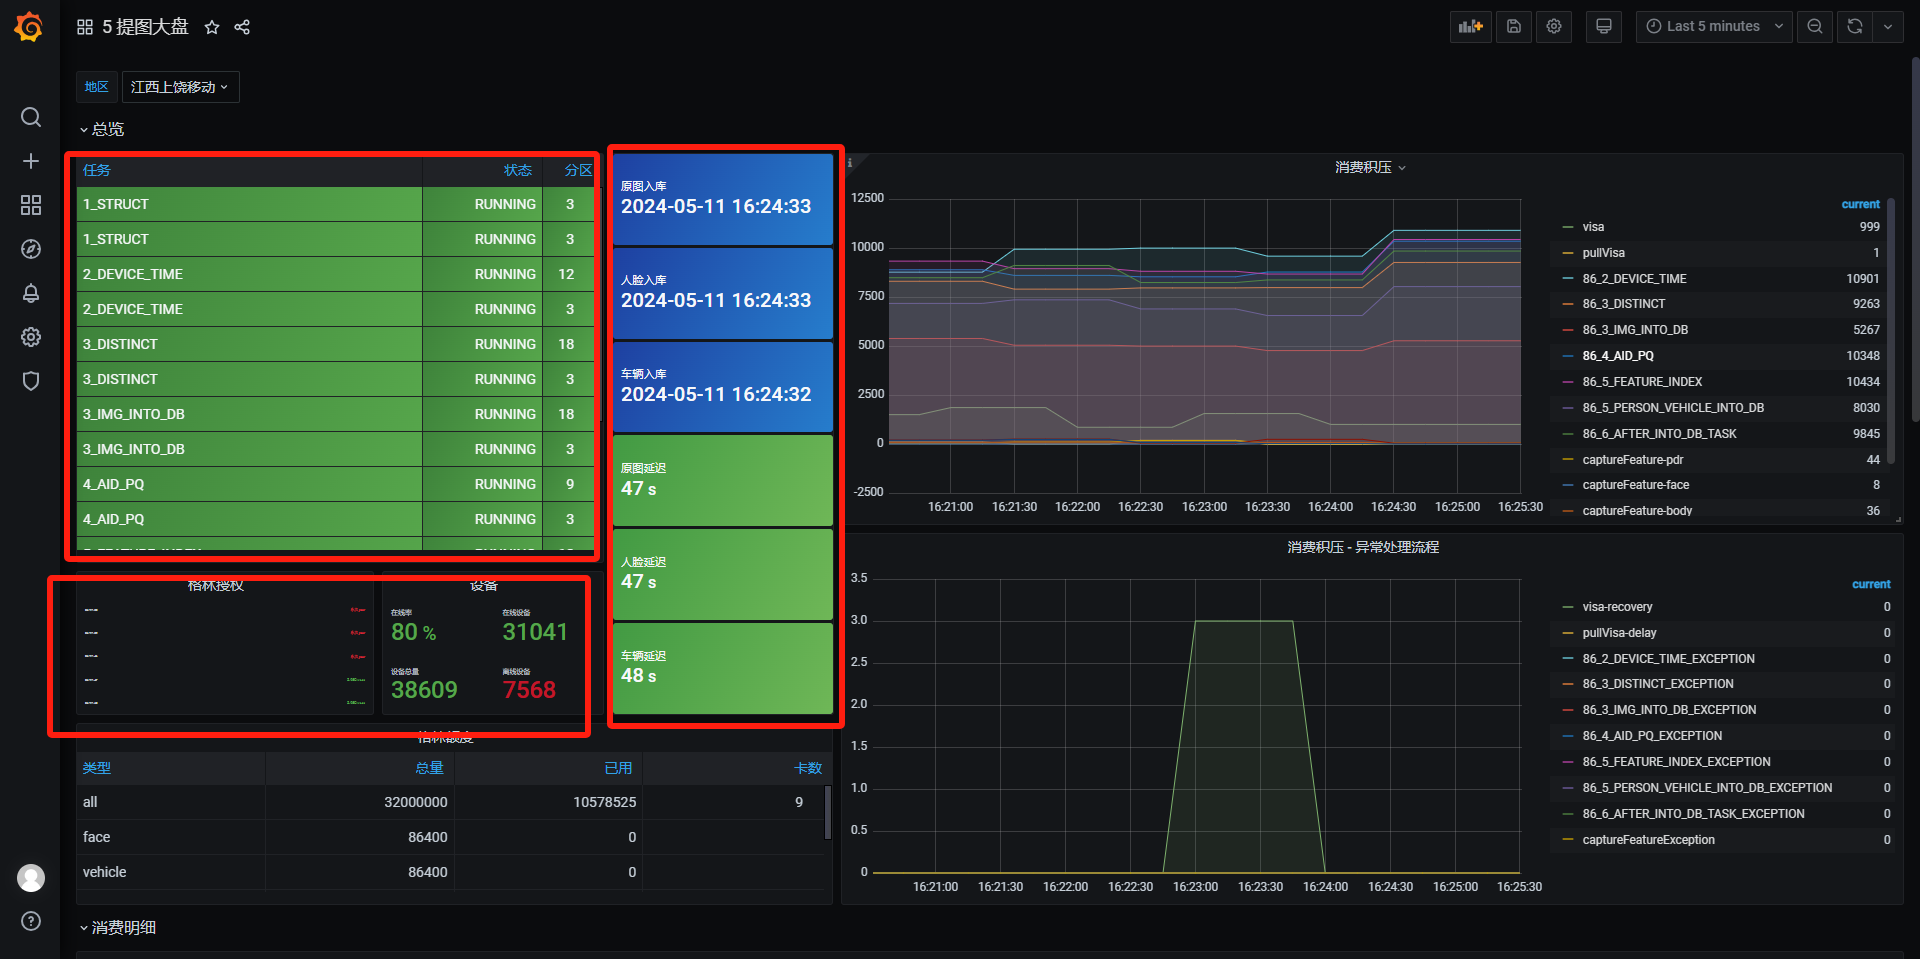 5 提图大盘
Last 5 minutes
地区
江西上饶移动
总览
任务 状态 分区
1_STRUCT RUNNING 3
1_STRUCT RUNNING 3
2_DEVICE_TIME RUNNING 12
2_DEVICE_TIME RUNNING 3
3_DISTINCT RUNNING 18
3_DISTINCT RUNNING 3
3_IMG_INTO_DB RUNNING 18
3_IMG_INTO_DB RUNNING 3
4_AID_PQ RUNNING 9
4_AID_PQ RUNNING 3
原图入库
2024-05-11 16:24:33
人脸入库
2024-05-11 16:24:33
车辆入库
2024-05-11 16:24:32
原图延迟
47 s
人脸延迟
47 s
车辆延迟
48 s
格林授权
设备
在线率
80 %
在线设备
31041
设备总量
38609
离线设备
7568
格林额度
类型 总量 已用 卡数
all 32000000 10578525 9
face 86400 0
vehicle 86400 0
消费明细
消费积压
12500
10000
7500
5000
2500
0
-2500
16:21:00 16:21:30 16:22:00 16:22:30 16:23:00 16:23:30 16:24:00 16:24:30 16:25:00 16:25:30
current
visa 999
pullVisa 1
86_2_DEVICE_TIME 10901
86_3_DISTINCT 9263
86_3_IMG_INTO_DB 5267
86_4_AID_PQ 10348
86_5_FEATURE_INDEX 10434
86_5_PERSON_VEHICLE_INTO_DB 8030
86_6_AFTER_INTO_DB_TASK 9845
captureFeature-pdr 44
captureFeature-face 8
captureFeature-body 36
消费积压 - 异常处理流程
3.5
3.0
2.5
2.0
1.5
1.0
0.5
0
16:21:00 16:21:30 16:22:00 16:22:30 16:23:00 16:23:30 16:24:00 16:24:30 16:25:00 16:25:30
current
visa-recovery 0
pullVisa-delay 0
86_2_DEVICE_TIME_EXCEPTION 0
86_3_DISTINCT_EXCEPTION 0
86_3_IMG_INTO_DB_EXCEPTION 0
86_4_AID_PQ_EXCEPTION 0
86_5_FEATURE_INDEX_EXCEPTION 0
86_5_PERSON_VEHICLE_INTO_DB_EXCEPTION 0
86_6_AFTER_INTO_DB_TASK_EXCEPTION 0
captureFeatureException 0